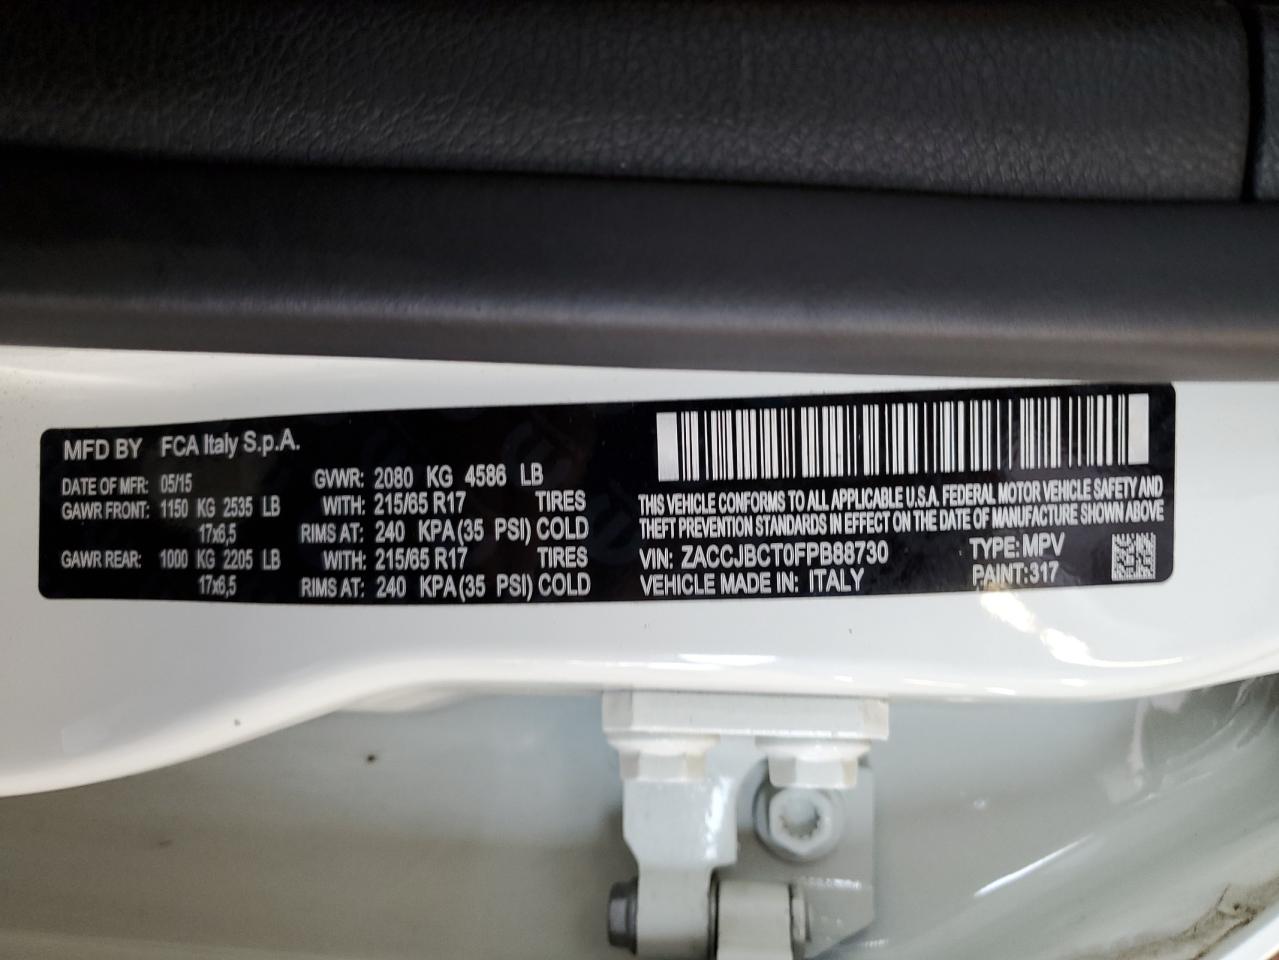 MFD BY FCA Italy S.p.A.
DATE OF MFR: 05/15 GVWR: 2080 KG 4586 LB
GAWR FRONT: 1150 KG 2535 LB WITH: 215/65 R17 TIRES
17x6,5 RIMS AT: 240 KPA(35 PSI) COLD
GAWR REAR: 1000 KG 2205 LB WITH: 215/65 R17 TIRES
17x6,5 RIMS AT: 240 KPA(35 PSI) COLD
THIS VEHICLE CONFORMS TO ALL APPLICABLE U.S.A. FEDERAL MOTOR VEHICLE SAFETY AND
THEFT PREVENTION STANDARDS IN EFFECT ON THE DATE OF MANUFACTURE SHOWN ABOVE
VIN: ZACCJBCT0FPB88730 TYPE: MPV
VEHICLE MADE IN: ITALY PAINT:317